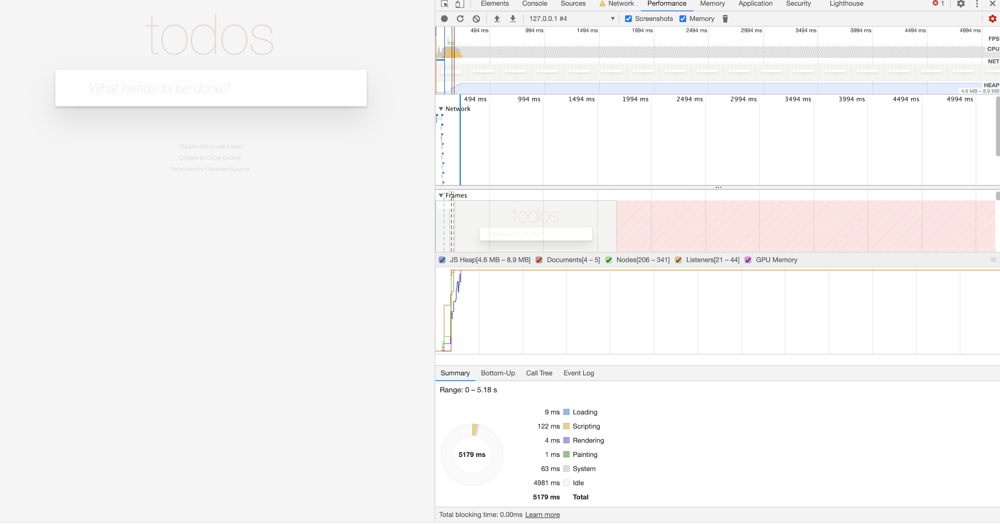 todos
What needs to be done?
Double-click to edit a todo
Created by Oscar Godson
Refactored by Christoph Burgmer
Elements Console Sources Network Performance Memory Application Security Lighthouse 1
127.0.0.1 #4 Screenshots Memory
494 ms 994 ms 1494 ms 1994 ms 2494 ms 2994 ms 3494 ms 3994 ms 4494 ms 4994 ms
FPS
CPU
NET
HEAP
4.6 MB – 8.9 MB
494 ms 994 ms 1494 ms 1994 ms 2494 ms 2994 ms 3494 ms 3994 ms 4494 ms 4994 ms
Network
Frames
todos
What needs to be done?
JS Heap[4.6 MB – 8.9 MB] Documents[4 – 5] Nodes[206 – 341] Listeners[21 – 44] GPU Memory
Summary Bottom-Up Call Tree Event Log
Range: 0 – 5.18 s
9 ms Loading
122 ms Scripting
4 ms Rendering
5179 ms
1 ms Painting
63 ms System
4981 ms Idle
5179 ms Total
Total blocking time: 0.00ms Learn more